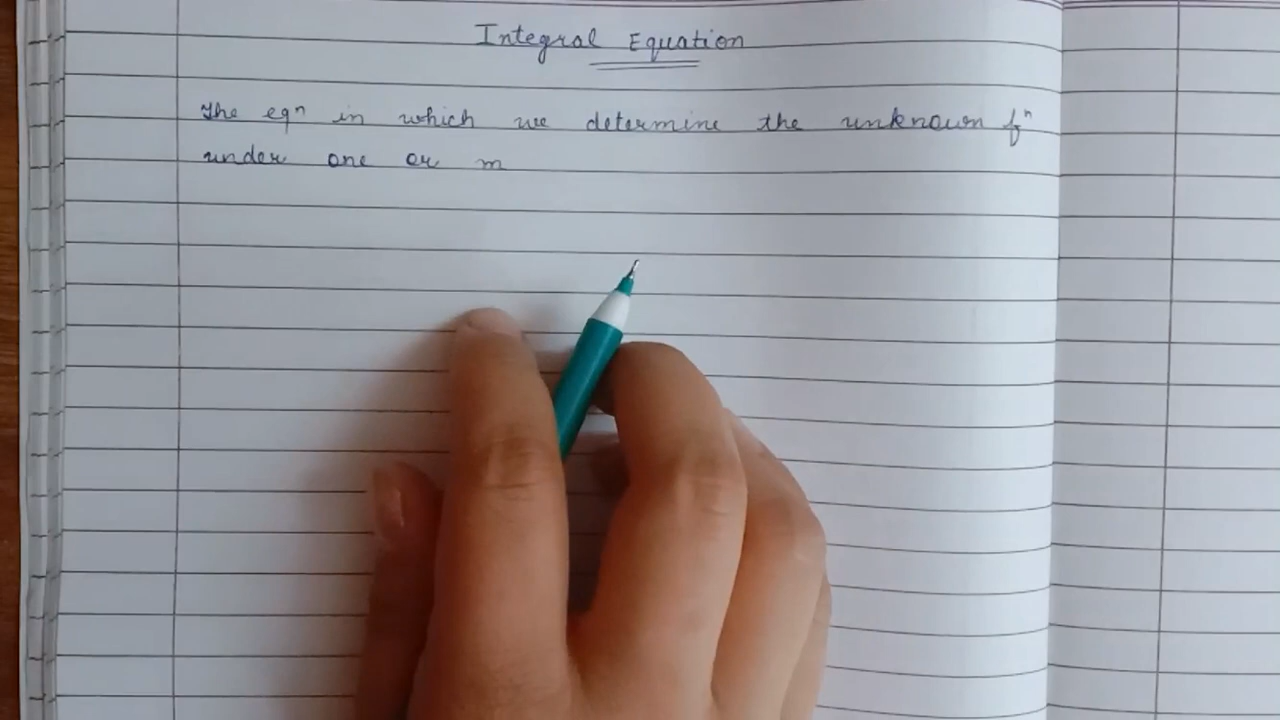 Integral Equation
The eqⁿ in which we determine the unknown fⁿ
under one or m